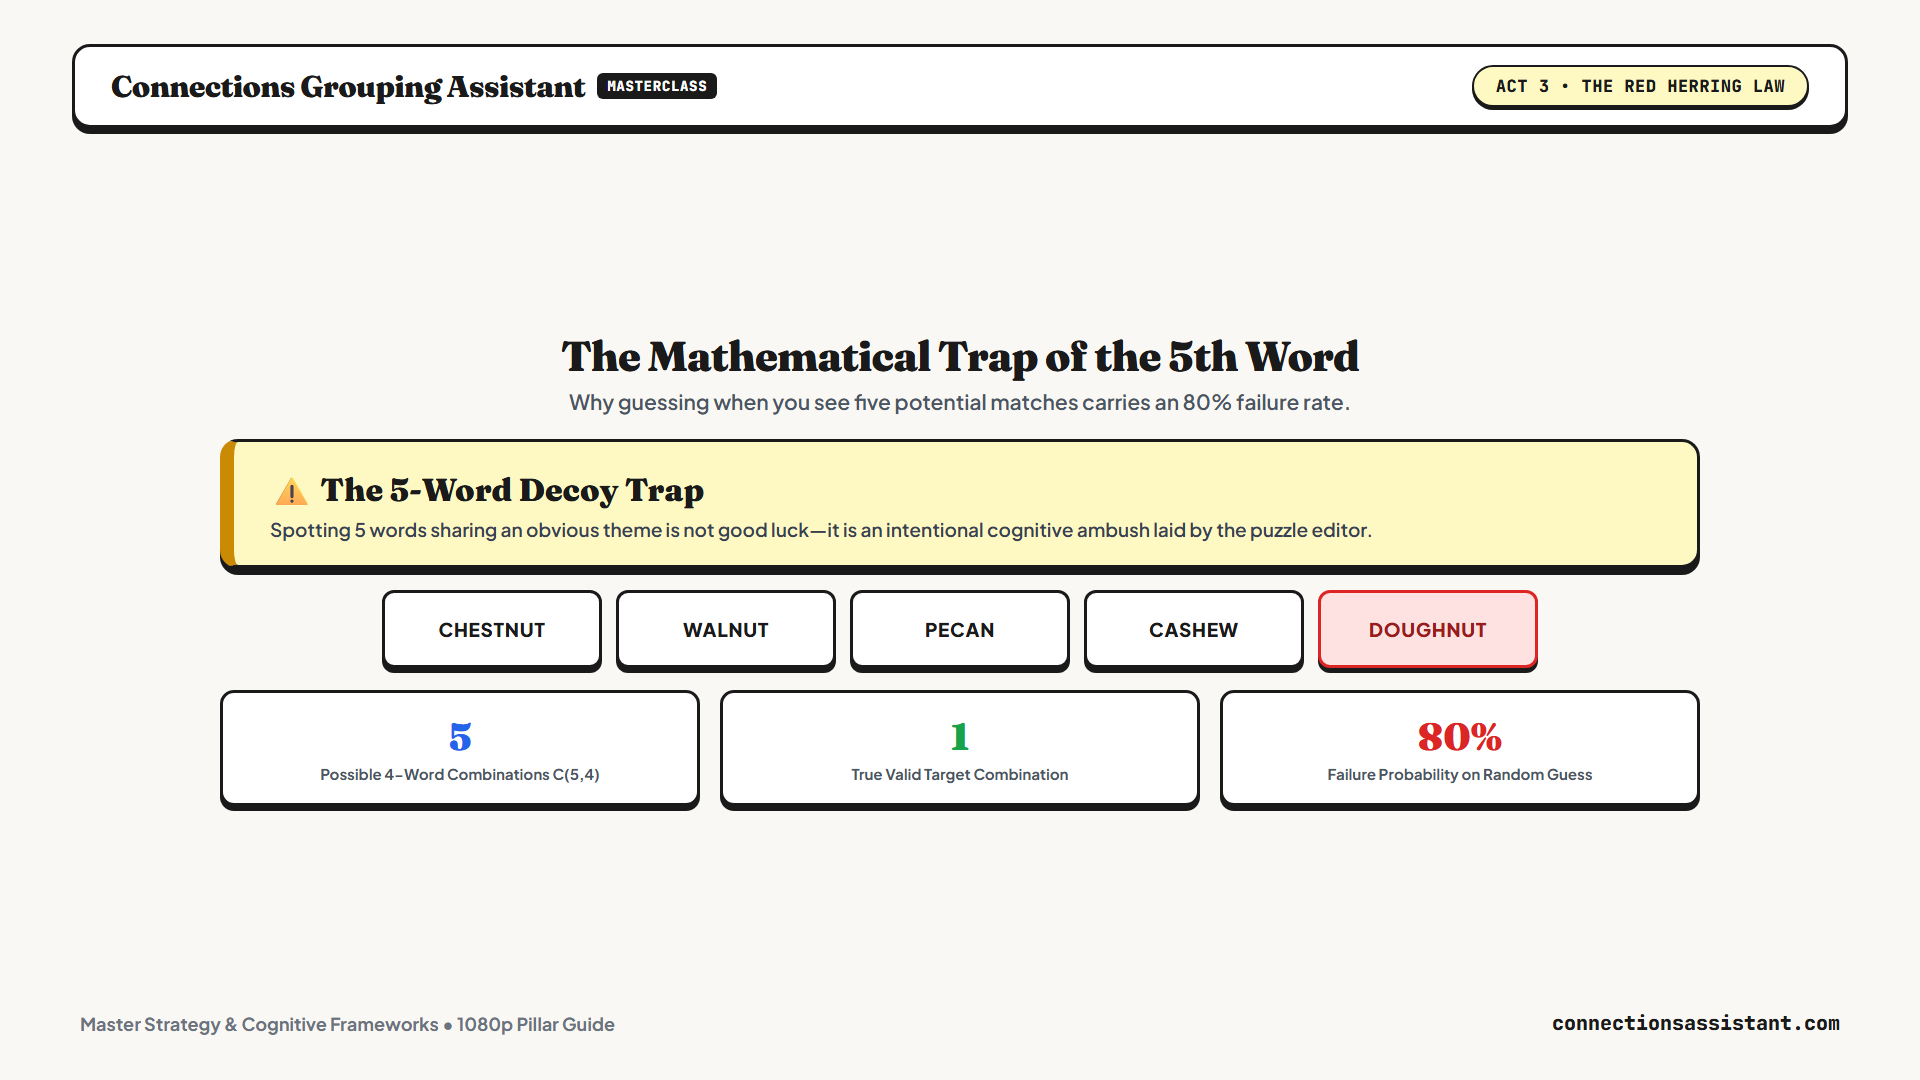 Connections Grouping Assistant MASTERCLASS
ACT 3 • THE RED HERRING LAW
The Mathematical Trap of the 5th Word
Why guessing when you see five potential matches carries an 80% failure rate.
⚠️ The 5-Word Decoy Trap
Spotting 5 words sharing an obvious theme is not good luck—it is an intentional cognitive ambush laid by the puzzle editor.
CHESTNUT WALNUT PECAN CASHEW DOUGHNUT
5
Possible 4-Word Combinations C(5,4)
1
True Valid Target Combination
80%
Failure Probability on Random Guess
Master Strategy & Cognitive Frameworks • 1080p Pillar Guide
connectionsassistant.com